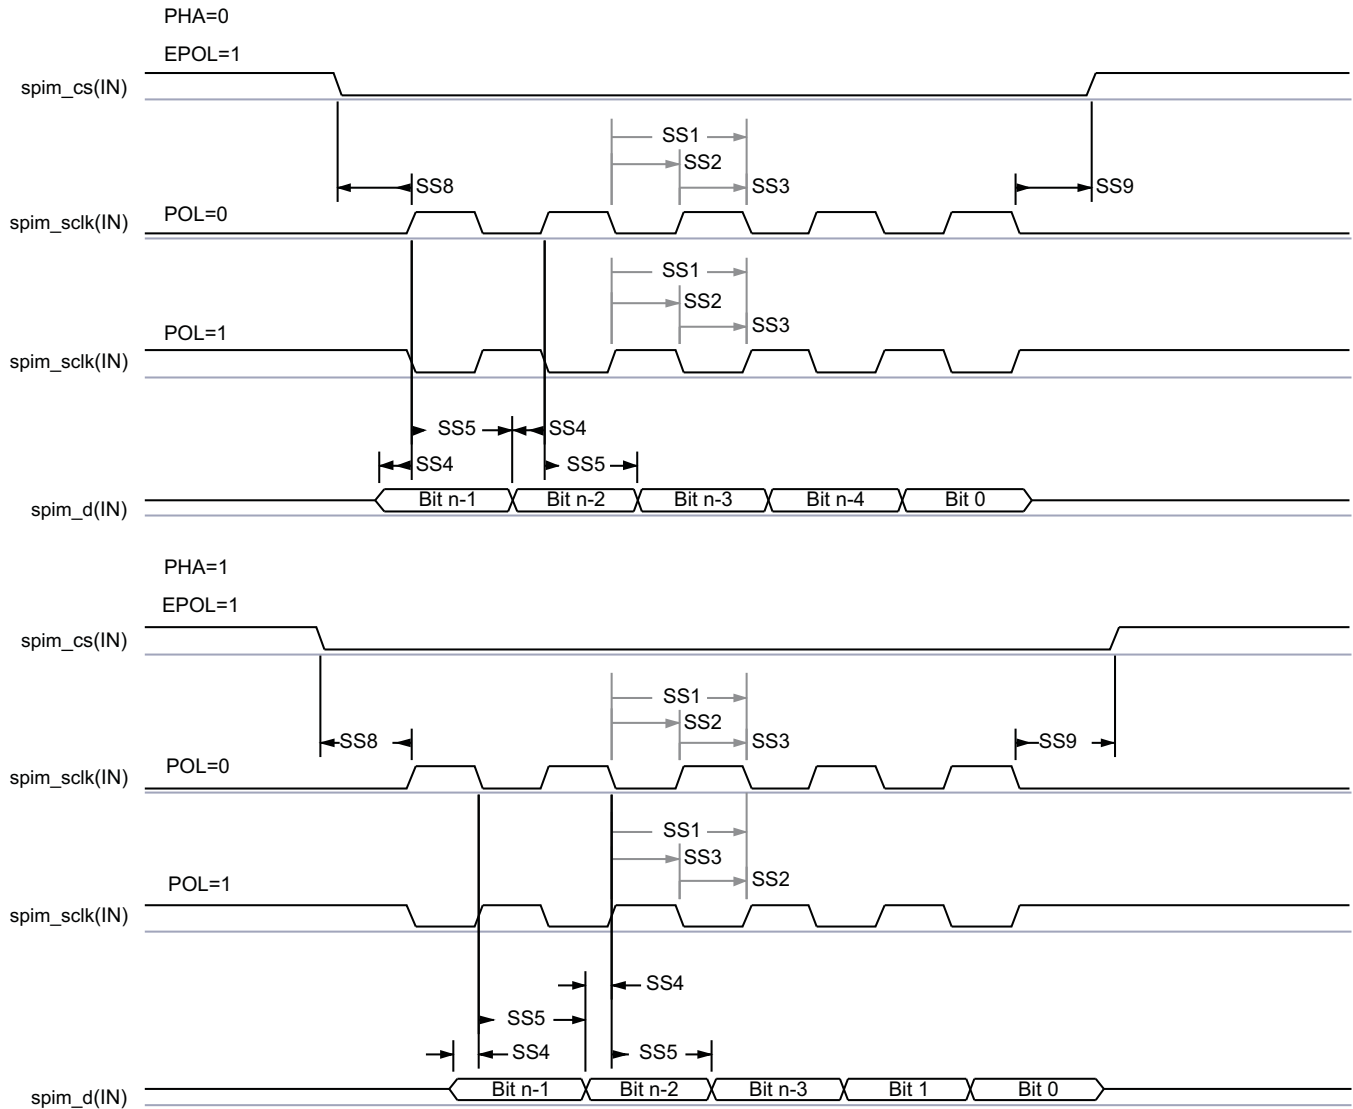 PHA=0
EPOL=1
spim_cs(IN)
SS1
SS2
SS8 SS3 SS9
POL=0
spim_sclk(IN)
SS1
SS2
SS3
POL=1
spim_sclk(IN)
SS5 SS4
SS4 SS5
Bit n-1 Bit n-2 Bit n-3 Bit n-4 Bit 0
spim_d(IN)
PHA=1
EPOL=1
spim_cs(IN)
SS1
SS2
SS8 SS3 SS9
POL=0
spim_sclk(IN)
SS1
SS3
SS2
POL=1
spim_sclk(IN)
SS4
SS5
SS4 SS5
Bit n-1 Bit n-2 Bit n-3 Bit 1 Bit 0
spim_d(IN)